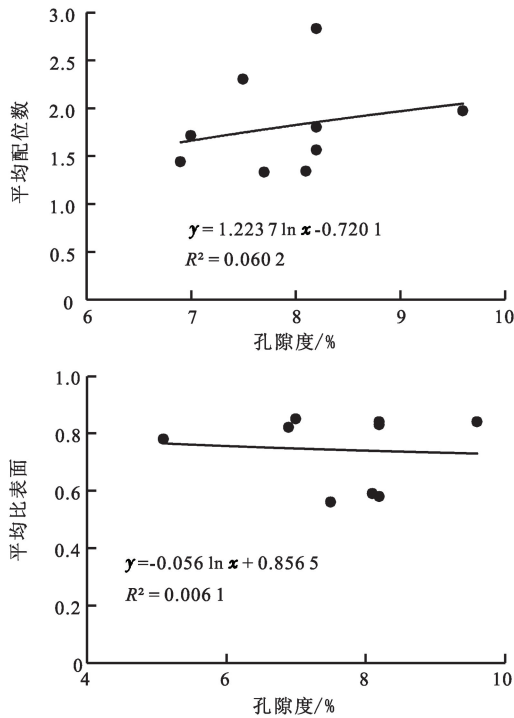 3.0
2.5
2.0
1.5
1.0
0.5
0
平均配位数
y = 1.223 7 ln x -0.720 1
R² = 0.060 2
6 7 8 9 10
孔隙度/%
1.0
0.8
0.6
0.4
0.2
0
平均比表面
y=-0.056 ln x + 0.856 5
R² = 0.006 1
4 6 8 10
孔隙度/%